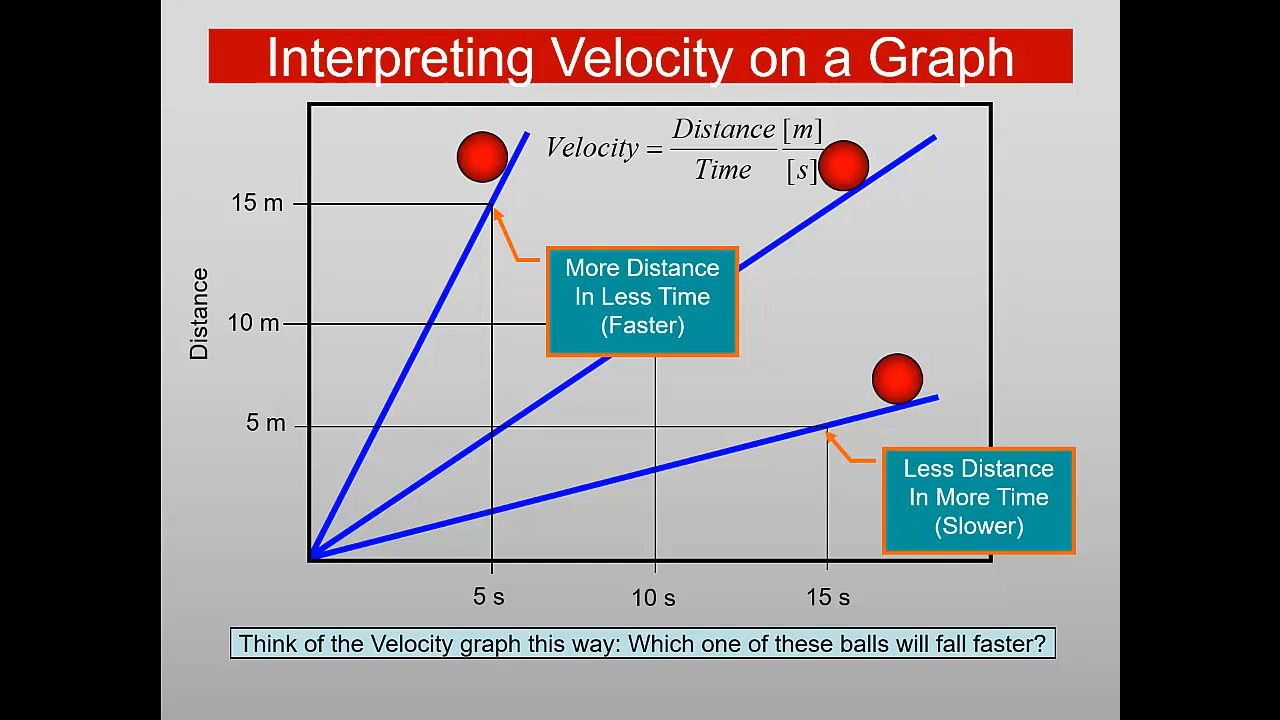 Interpreting Velocity on a Graph
Velocity = Distance [m]
Time [s]
15 m
More Distance
In Less Time
(Faster)
Distance
10 m
5 m
Less Distance
In More Time
(Slower)
5 s
10 s
15 s
Think of the Velocity graph this way: Which one of these balls will fall faster?